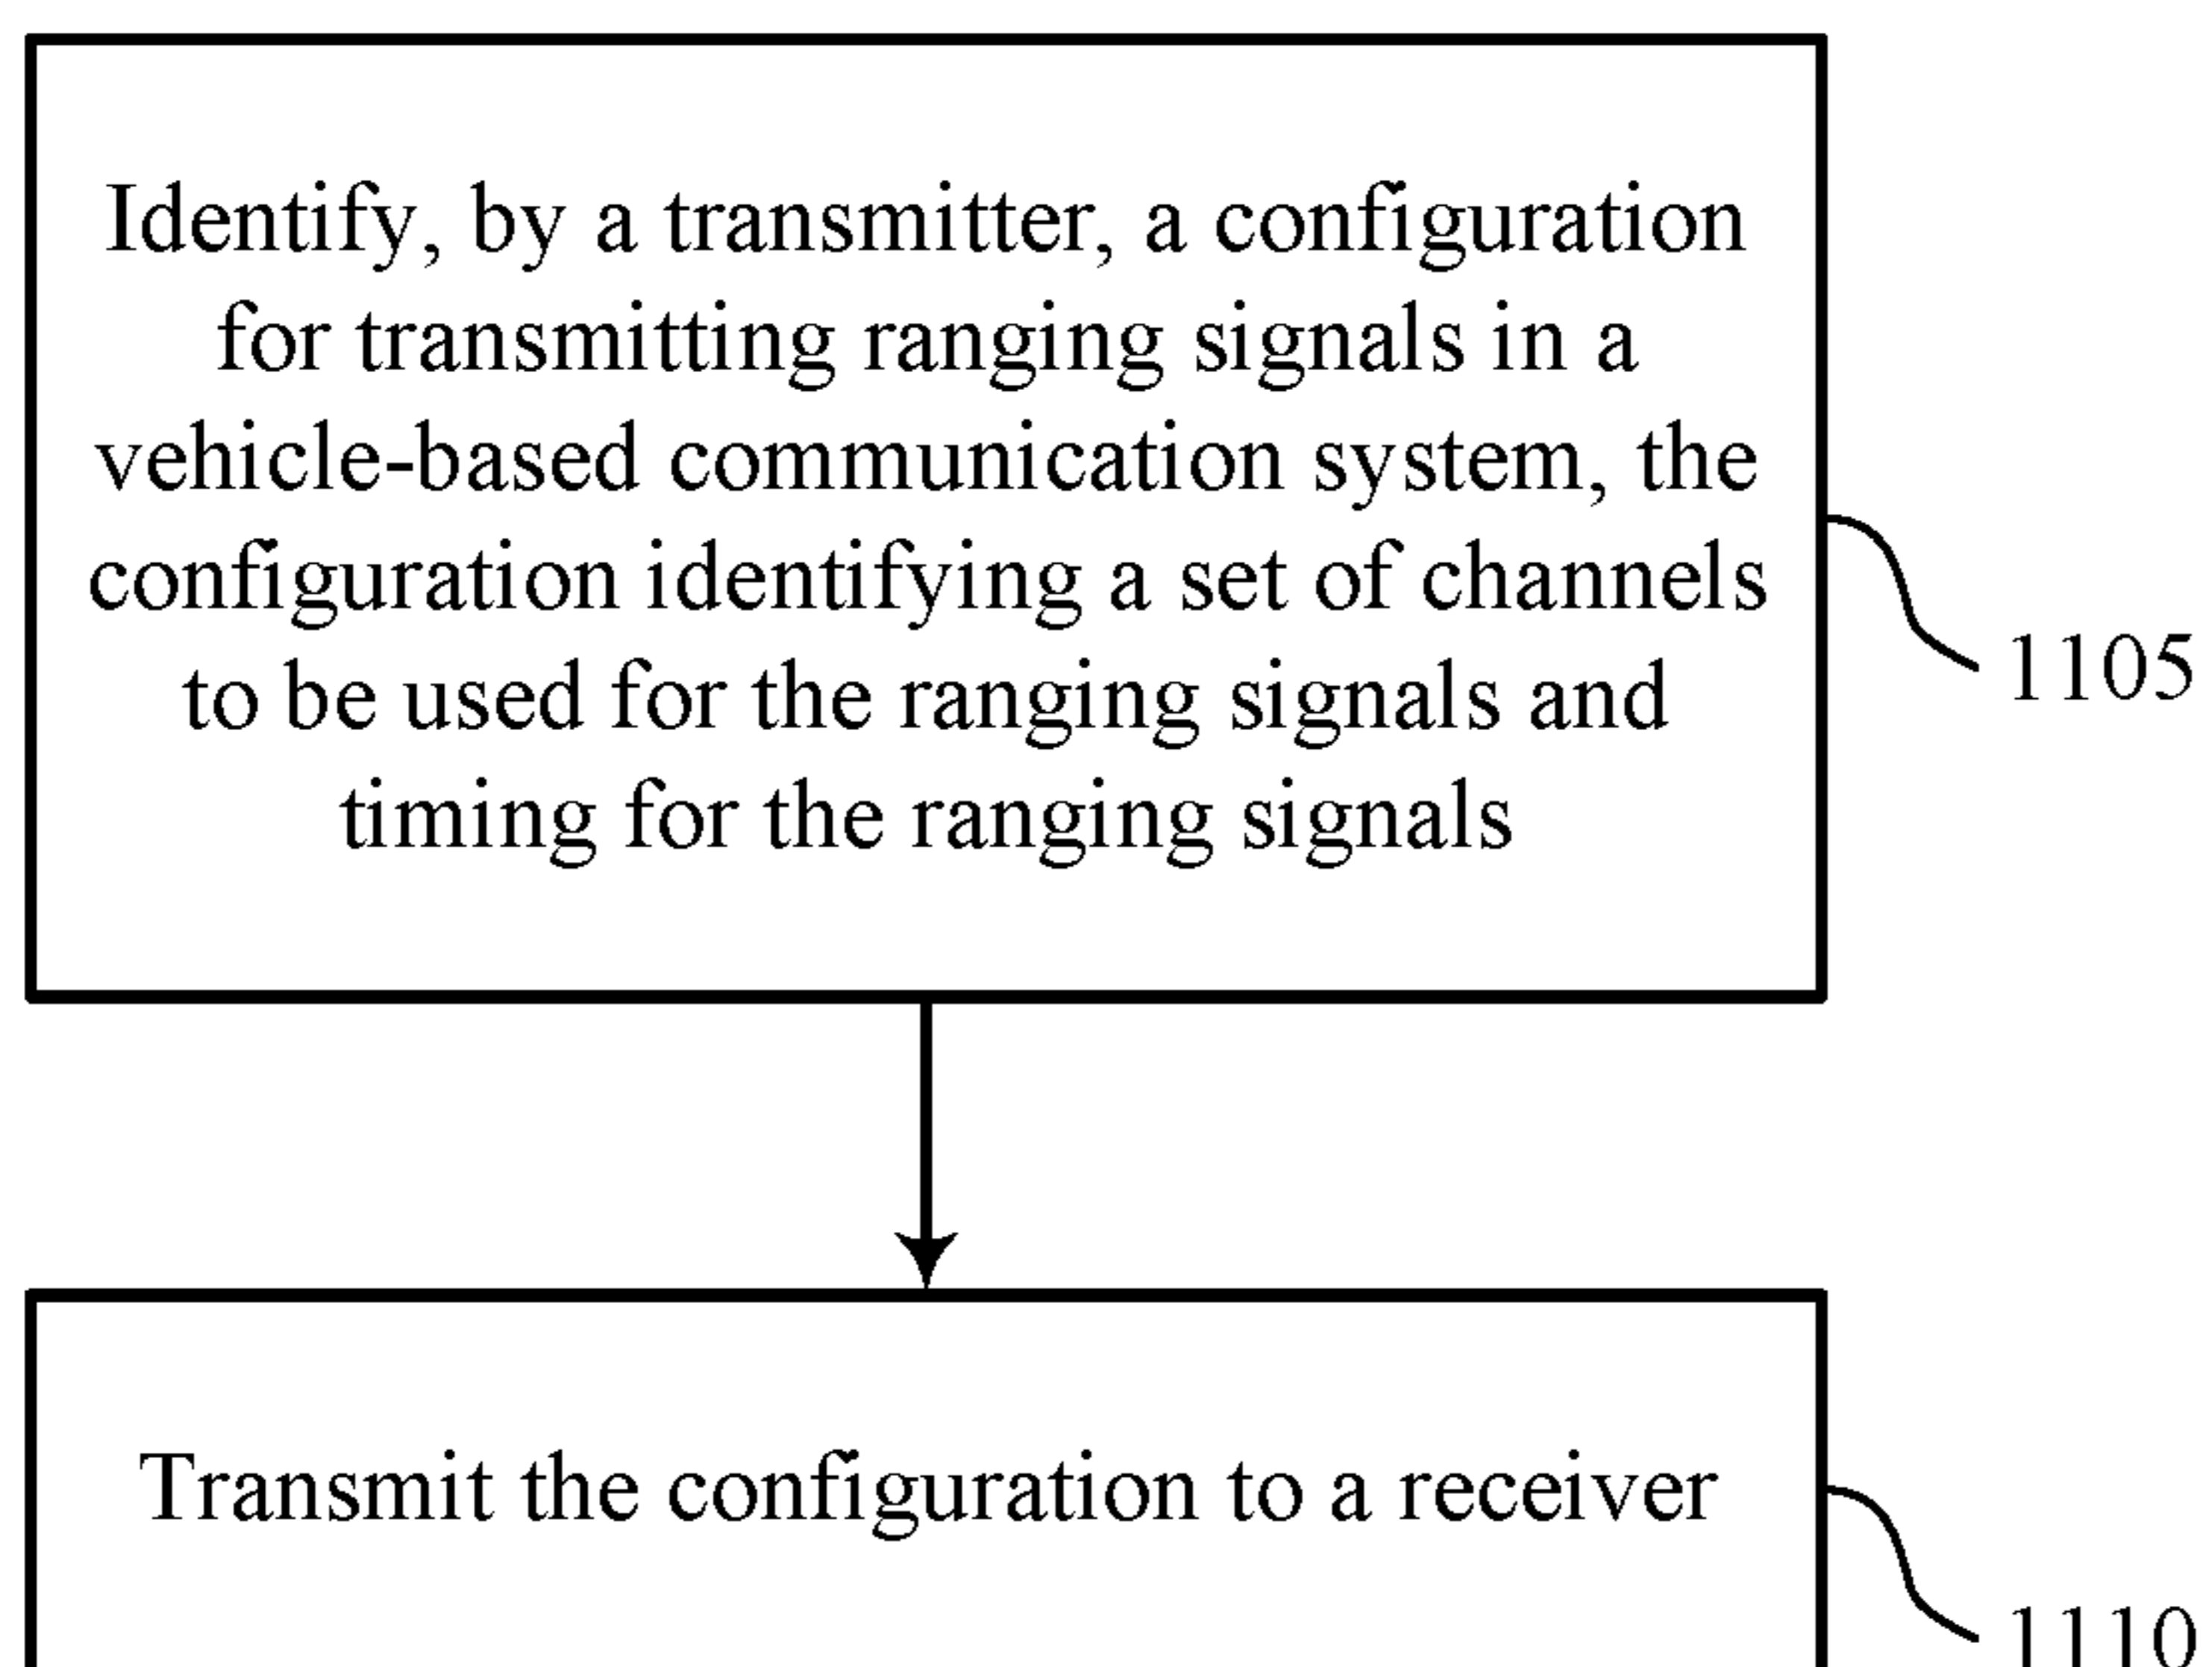 Identify, by a transmitter, a configuration
for transmitting ranging signals in a
vehicle-based communication system, the
configuration identifying a set of channels
to be used for the ranging signals and
timing for the ranging signals
1105
Transmit the configuration to a receiver
1110